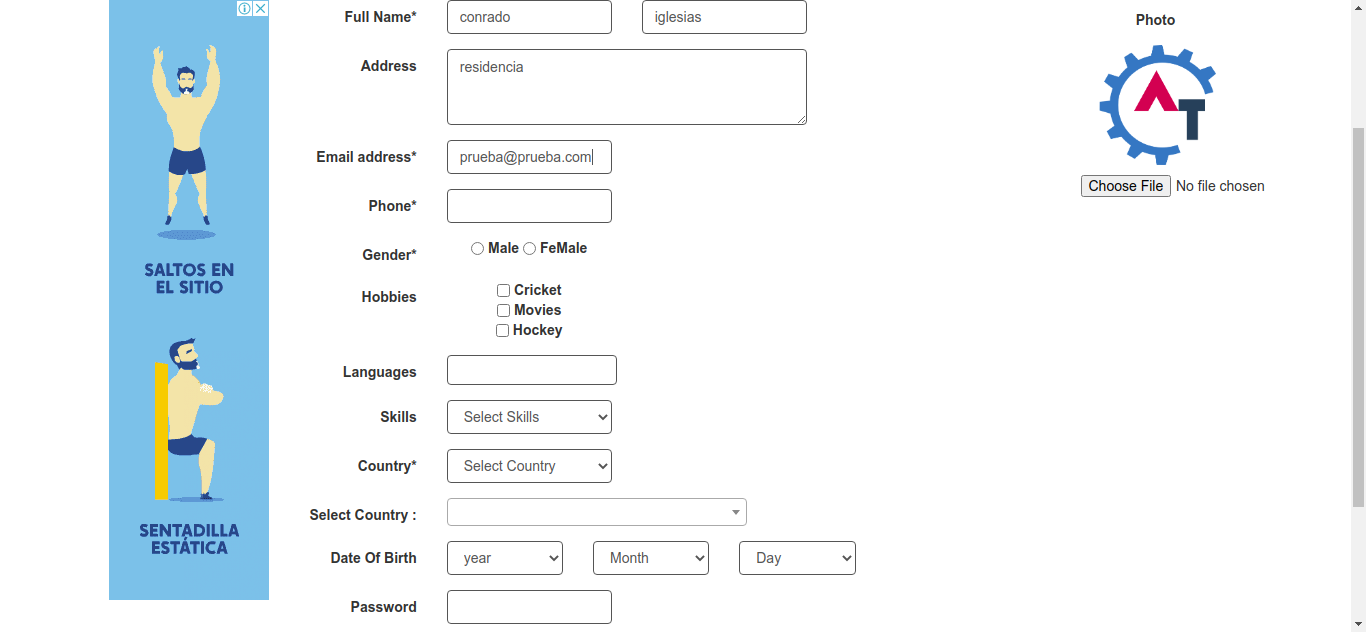 Full Name* conrado iglesias
Address residencia
Email address* prueba@prueba.com
Phone*
Gender* Male FeMale
Hobbies Cricket
Movies
Hockey
Languages
Skills Select Skills
Country* Select Country
Select Country :
Date Of Birth year Month Day
Password
Photo
AT
Choose File No file chosen
SALTOS EN
EL SITIO
SENTADILLA
ESTÁTICA